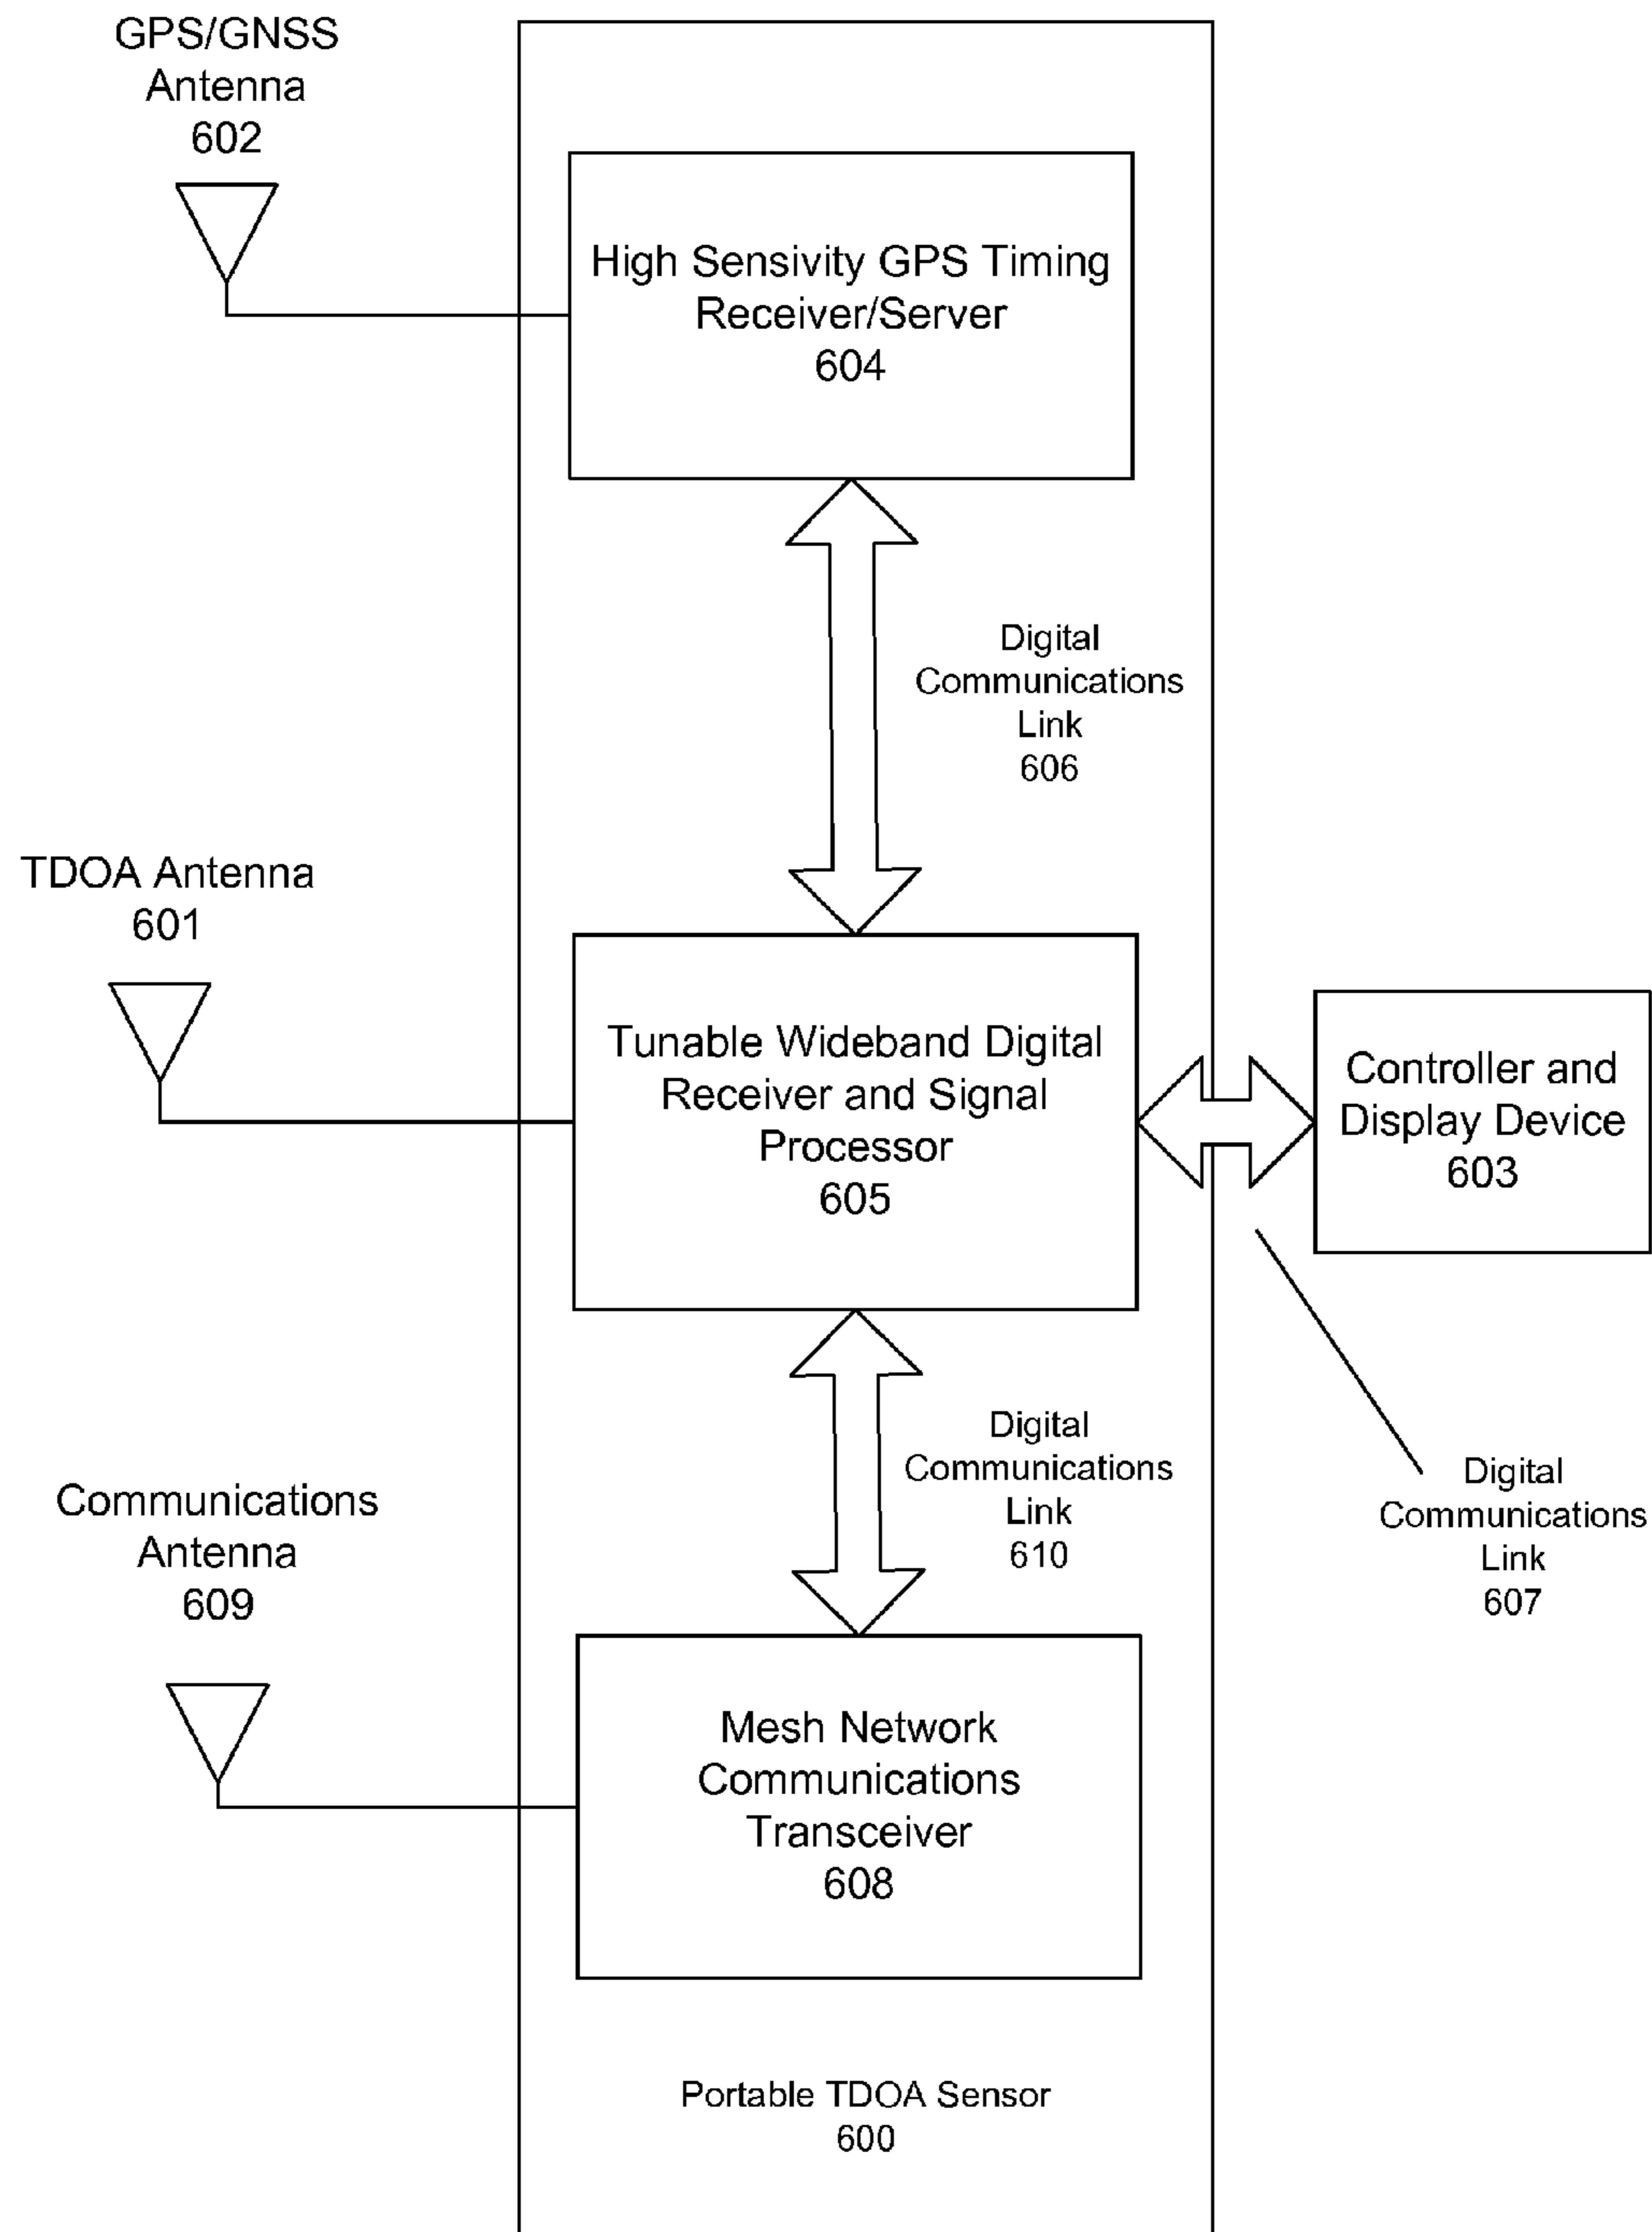 GPS/GNSS
Antenna
602
High Sensivity GPS Timing
Receiver/Server
604
Digital
Communications
Link
606
TDOA Antenna
601
Tunable Wideband Digital
Receiver and Signal
Processor
605
Controller and
Display Device
603
Digital
Communications
Link
610
Digital
Communications
Link
607
Communications
Antenna
609
Mesh Network
Communications
Transceiver
608
Portable TDOA Sensor
600